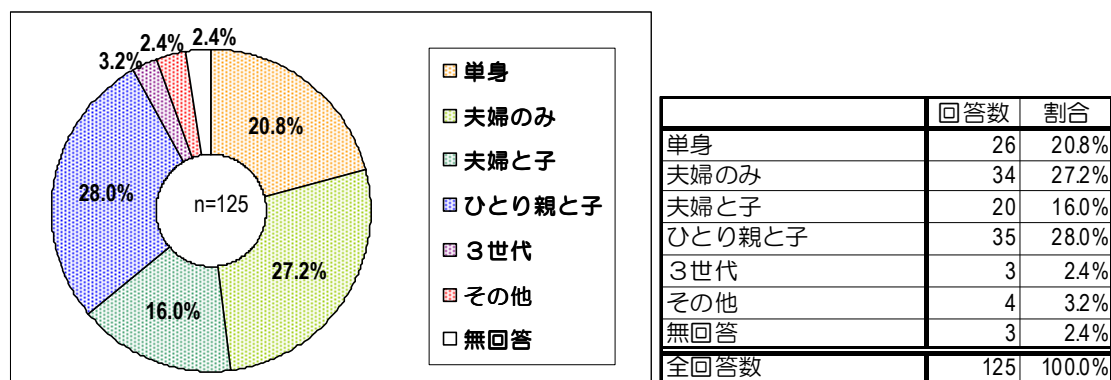 2.4%
2.4%
3.2%
20.8%
28.0%
n=125
27.2%
16.0%
単身
夫婦のみ
夫婦と子
ひとり親と子
３世代
その他
無回答
回答数 割合
単身 26 20.8%
夫婦のみ 34 27.2%
夫婦と子 20 16.0%
ひとり親と子 35 28.0%
３世代 3 2.4%
その他 4 3.2%
無回答 3 2.4%
全回答数 125 100.0%